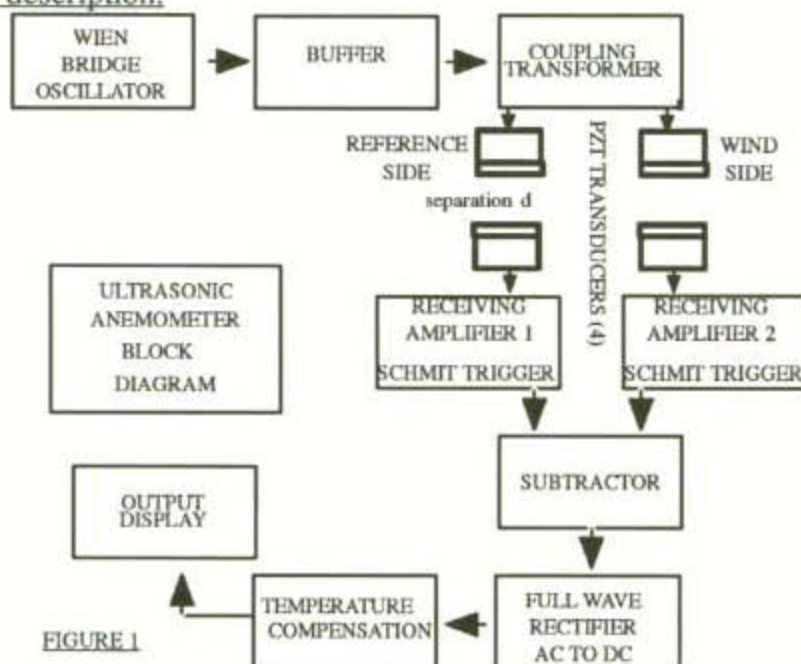 description.
WIEN
BRIDGE
OSCILLATOR
BUFFER
COUPLING
TRANSFORMER
REFERENCE
SIDE
PZT TRANSDUCERS (4)
WIND
SIDE
separation d
ULTRASONIC
ANEMOMETER
BLOCK
DIAGRAM
RECEIVING
AMPLIFIER 1
SCHMIT TRIGGER
RECEIVING
AMPLIFIER 2
SCHMIT TRIGGER
SUBTRACTOR
OUTPUT
DISPLAY
TEMPERATURE
COMPENSATION
FULL WAVE
RECTIFIER
AC TO DC
FIGURE 1